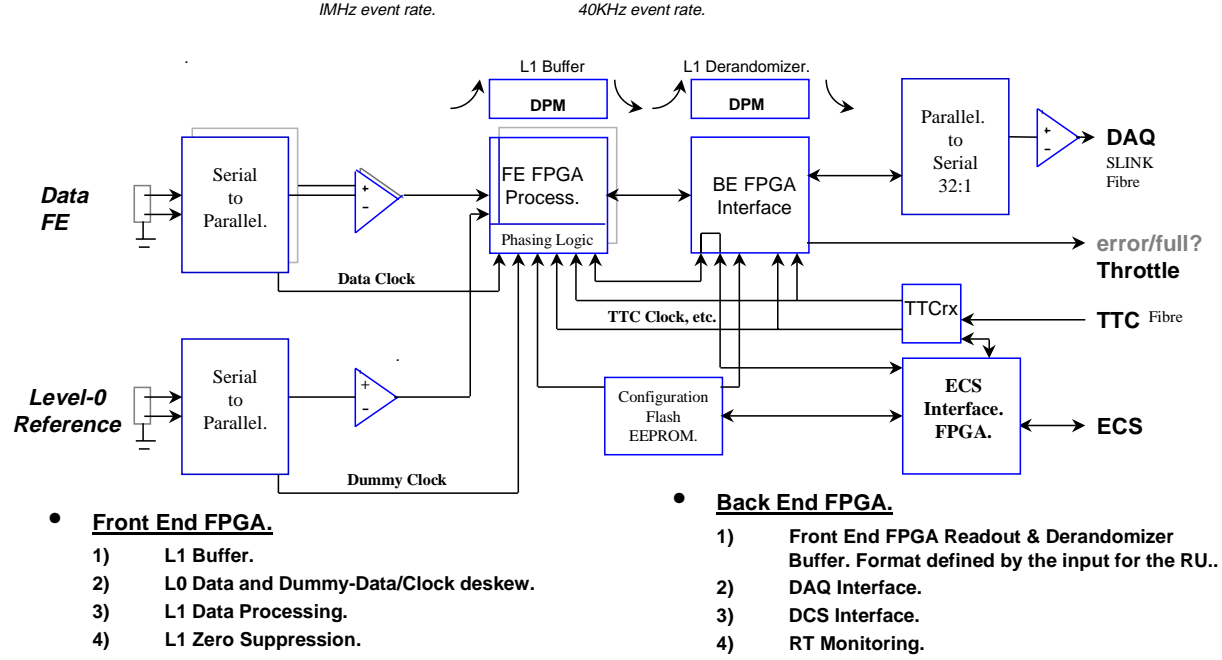 IMHz event rate.
40KHz event rate.
L1 Buffer
L1 Derandomizer.
DPM
DPM
Parallel.
to
Serial
32:1
+
-
DAQ
SLINK
Fibre
Data
FE
Serial
to
Parallel.
+
-
FE FPGA
Process.
Phasing Logic
BE FPGA
Interface
error/full?
Throttle
Data Clock
TTC Clock, etc.
TTCrx
TTC Fibre
Level-0
Reference
Serial
to
Parallel.
+
-
Configuration
Flash
EEPROM.
ECS
Interface.
FPGA.
ECS
Dummy Clock
• Front End FPGA.
1) L1 Buffer.
2) L0 Data and Dummy-Data/Clock deskew.
3) L1 Data Processing.
4) L1 Zero Suppression.
• Back End FPGA.
1) Front End FPGA Readout & Derandomizer
Buffer. Format defined by the input for the RU..
2) DAQ Interface.
3) DCS Interface.
4) RT Monitoring.